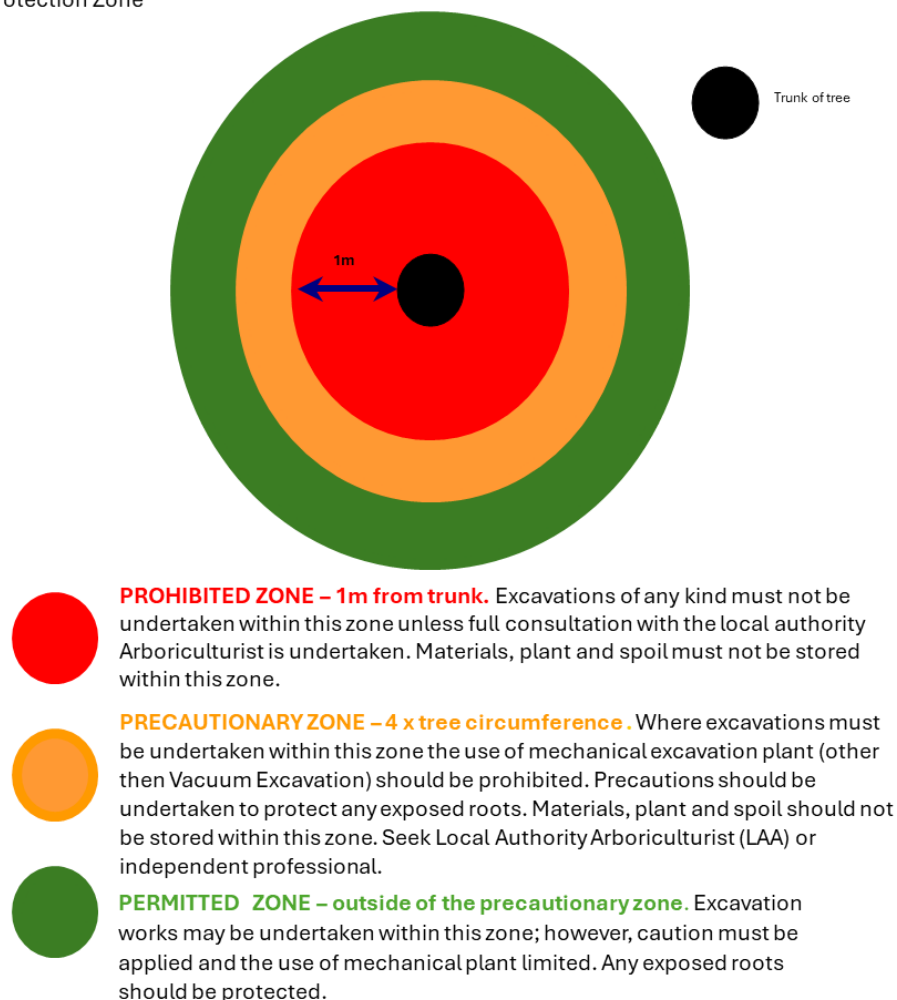 otection Zone
Trunk of tree
1m
PROHIBITED ZONE – 1m from trunk. Excavations of any kind must not be
undertaken within this zone unless full consultation with the local authority
Arboriculturist is undertaken. Materials, plant and spoil must not be stored
within this zone.
PRECAUTIONARY ZONE – 4 x tree circumference . Where excavations must
be undertaken within this zone the use of mechanical excavation plant (other
then Vacuum Excavation) should be prohibited. Precautions should be
undertaken to protect any exposed roots. Materials, plant and spoil should not
be stored within this zone. Seek Local Authority Arboriculturist (LAA) or
independent professional.
PERMITTED ZONE – outside of the precautionary zone. Excavation
works may be undertaken within this zone; however, caution must be
applied and the use of mechanical plant limited. Any exposed roots
should be protected.